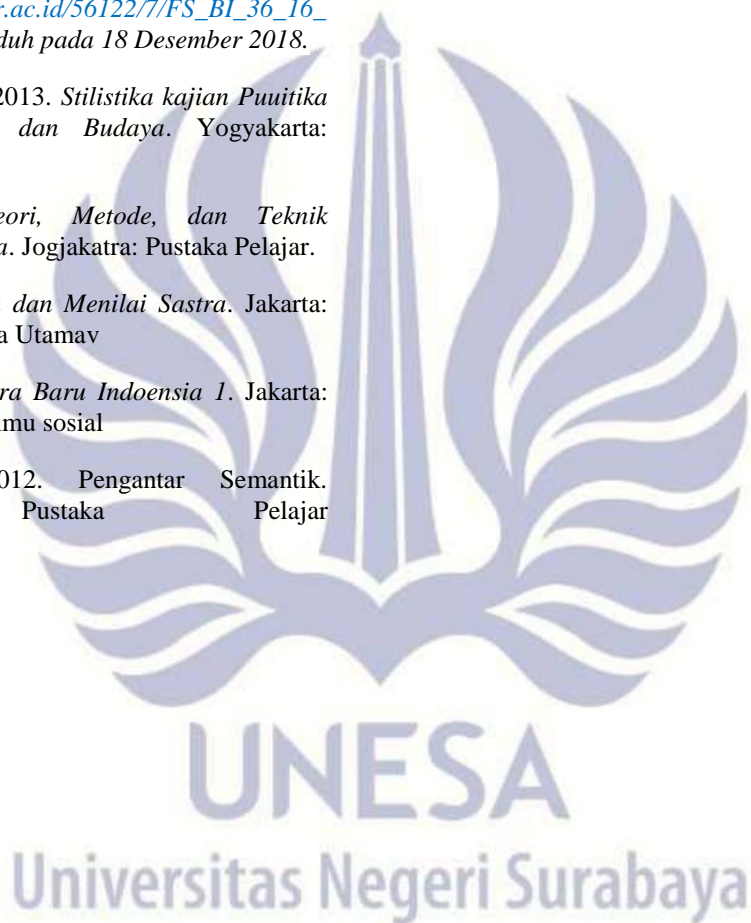 r.ac.id/56122/7/FS_BI_36_16_
duh pada 18 Desember 2018.
2013. Stilistika kajian Puuitika
dan Budaya. Yogyakarta:
eori, Metode, dan Teknik
a. Jogjakatra: Pustaka Pelajar.
dan Menilai Sastra. Jakarta:
a Utamav
ra Baru Indoensia 1. Jakarta:
lmu sosial
012. Pengantar Semantik.
Pustaka Pelajar
UNESA
Universitas Negeri Surabaya